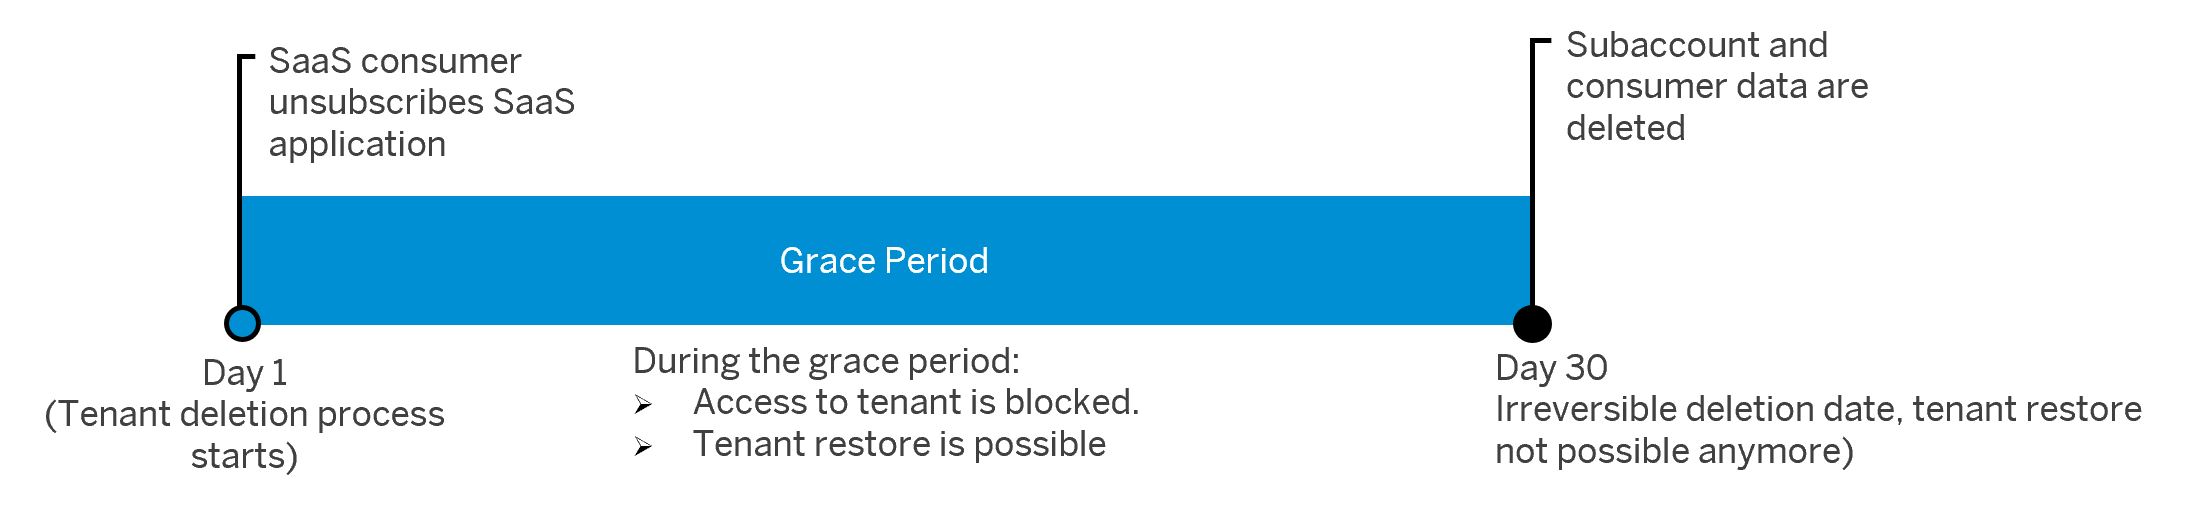 SaaS consumer
unsubscribes SaaS
application
Subaccount and
consumer data are
deleted
Grace Period
Day 1
(Tenant deletion process
starts)
During the grace period:
➢ Access to tenant is blocked.
➢ Tenant restore is possible
Day 30
Irreversible deletion date, tenant restore
not possible anymore)